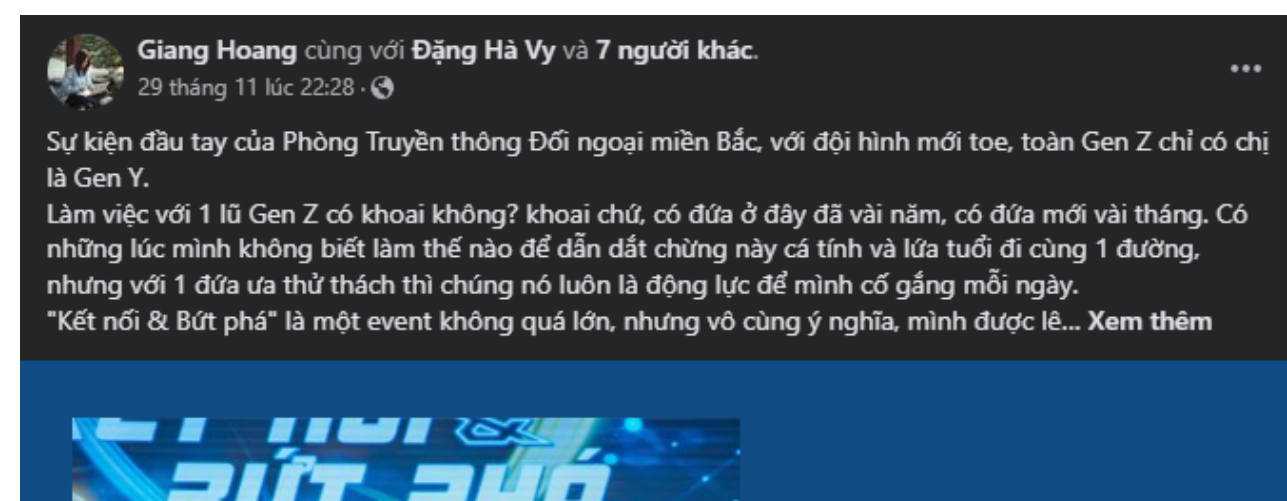 Giang Hoang cùng với Đặng Hà Vy và 7 người khác.
29 tháng 11 lúc 22:28 ·
Sự kiện đầu tay của Phòng Truyền thông Đối ngoại miền Bắc, với đội hình mới toe, toàn Gen Z chỉ có chị
là Gen Y.
Làm việc với 1 lũ Gen Z có khoai không? khoai chứ, có đứa ở đây đã vài năm, có đứa mới vài tháng. Có
những lúc mình không biết làm thế nào để dẫn dắt chừng này cá tính và lứa tuổi đi cùng 1 đường,
nhưng với 1 đứa ưa thử thách thì chúng nó luôn là động lực để mình cố gắng mỗi ngày.
"Kết nối & Bứt phá" là một event không quá lớn, nhưng vô cùng ý nghĩa, mình được lê... Xem thêm
KẾT NỐI &
BỨT PHÁ